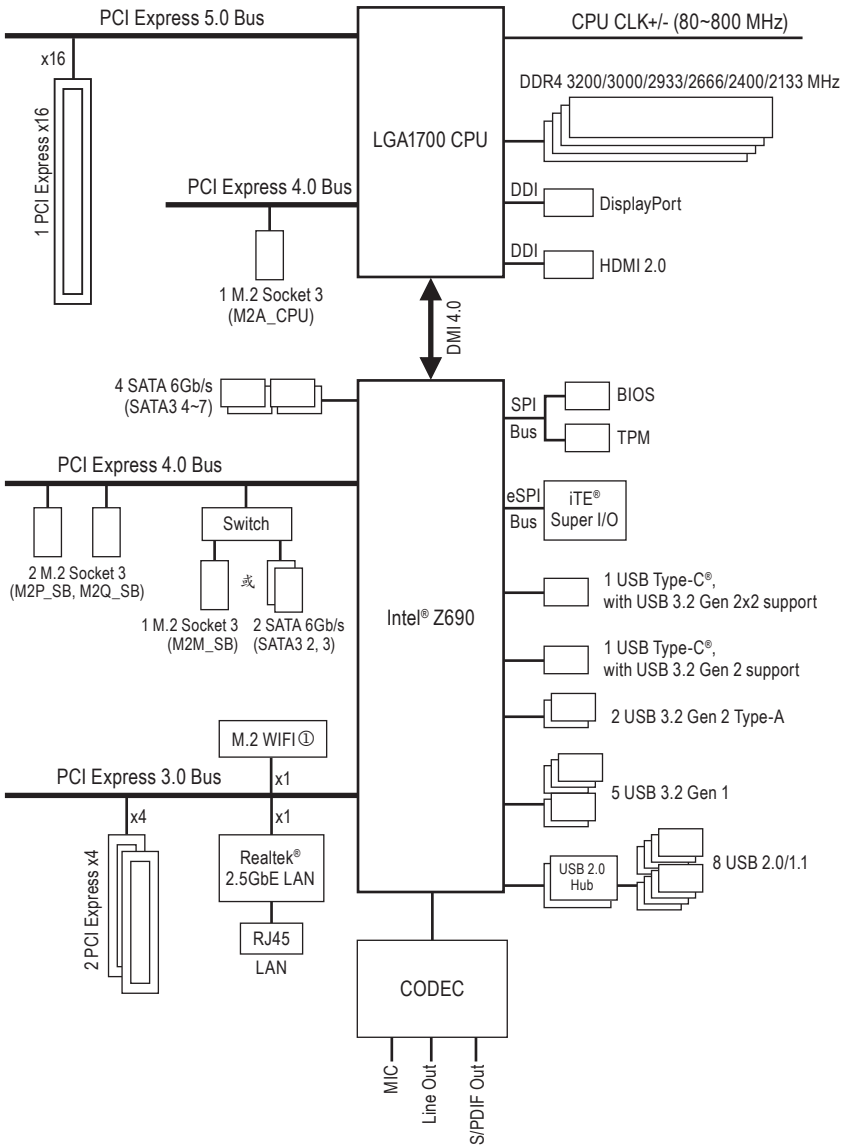 PCI Express 5.0 Bus
CPU CLK+/- (80~800 MHz)
x16
1 PCI Express x16
DDR4 3200/3000/2933/2666/2400/2133 MHz
LGA1700 CPU
PCI Express 4.0 Bus
DDI
DisplayPort
DDI
HDMI 2.0
1 M.2 Socket 3
(M2A_CPU)
DMI 4.0
4 SATA 6Gb/s
(SATA3 4~7)
SPI
Bus
BIOS
TPM
PCI Express 4.0 Bus
eSPI
Bus
iTE®
Super I/O
Switch
2 M.2 Socket 3
(M2P_SB, M2Q_SB)
或
1 M.2 Socket 3
(M2M_SB)
2 SATA 6Gb/s
(SATA3 2, 3)
Intel® Z690
1 USB Type-C®,
with USB 3.2 Gen 2x2 support
1 USB Type-C®,
with USB 3.2 Gen 2 support
2 USB 3.2 Gen 2 Type-A
M.2 WIFI①
PCI Express 3.0 Bus
x1
5 USB 3.2 Gen 1
x4
x1
2 PCI Express x4
Realtek®
2.5GbE LAN
USB 2.0
Hub
8 USB 2.0/1.1
RJ45
LAN
CODEC
MIC
Line Out
S/PDIF Out